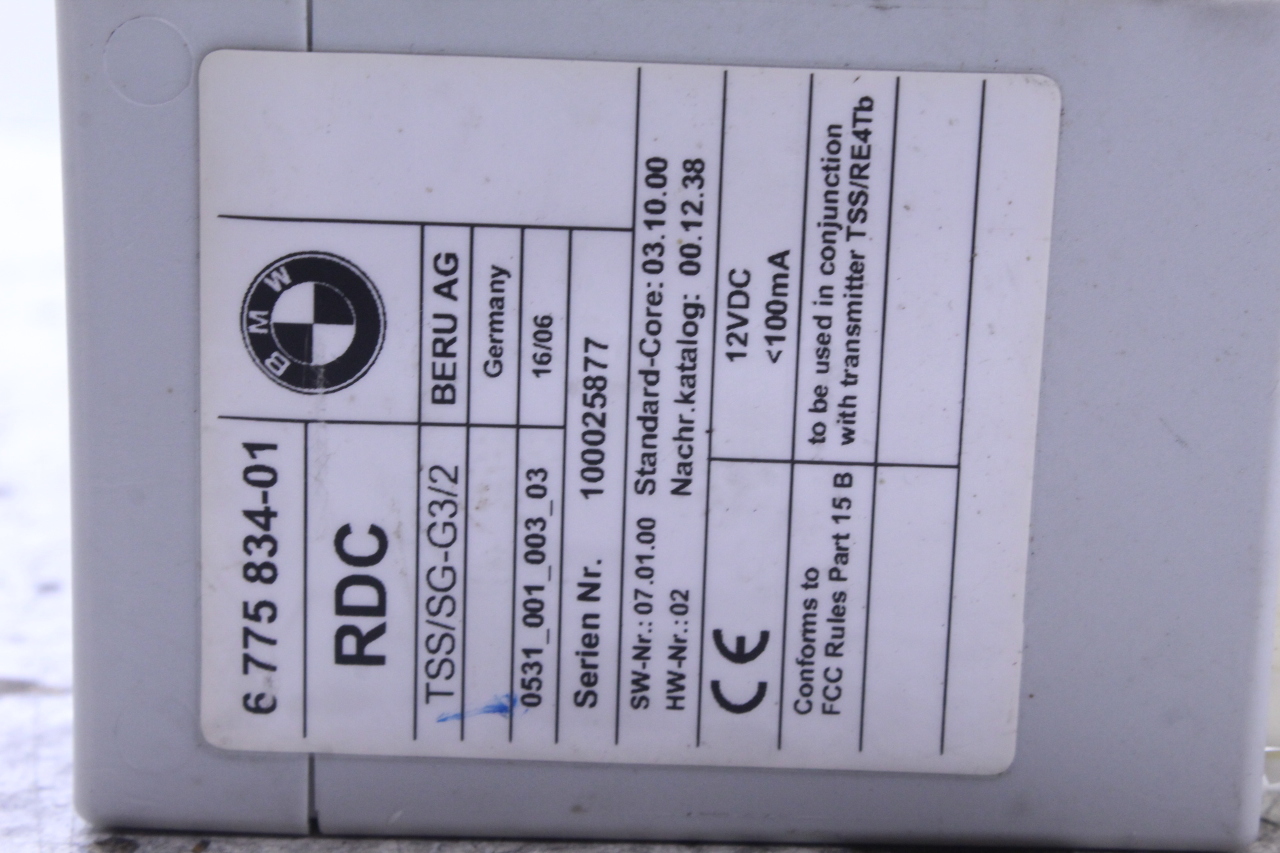 6 775 834-01
BMW
RDC
TSS/SG-G3/2
BERU AG
Germany
0531_001_003_03
16/06
Serien Nr. 100025877
SW-Nr.: 07.01.00 Standard-Core: 03.10.00
HW-Nr.: 02 Nachr.katalog: 00.12.38
CE
12VDC
<100mA
Conforms to
FCC Rules Part 15 B
to be used in conjunction
with transmitter TSS/RE4Tb